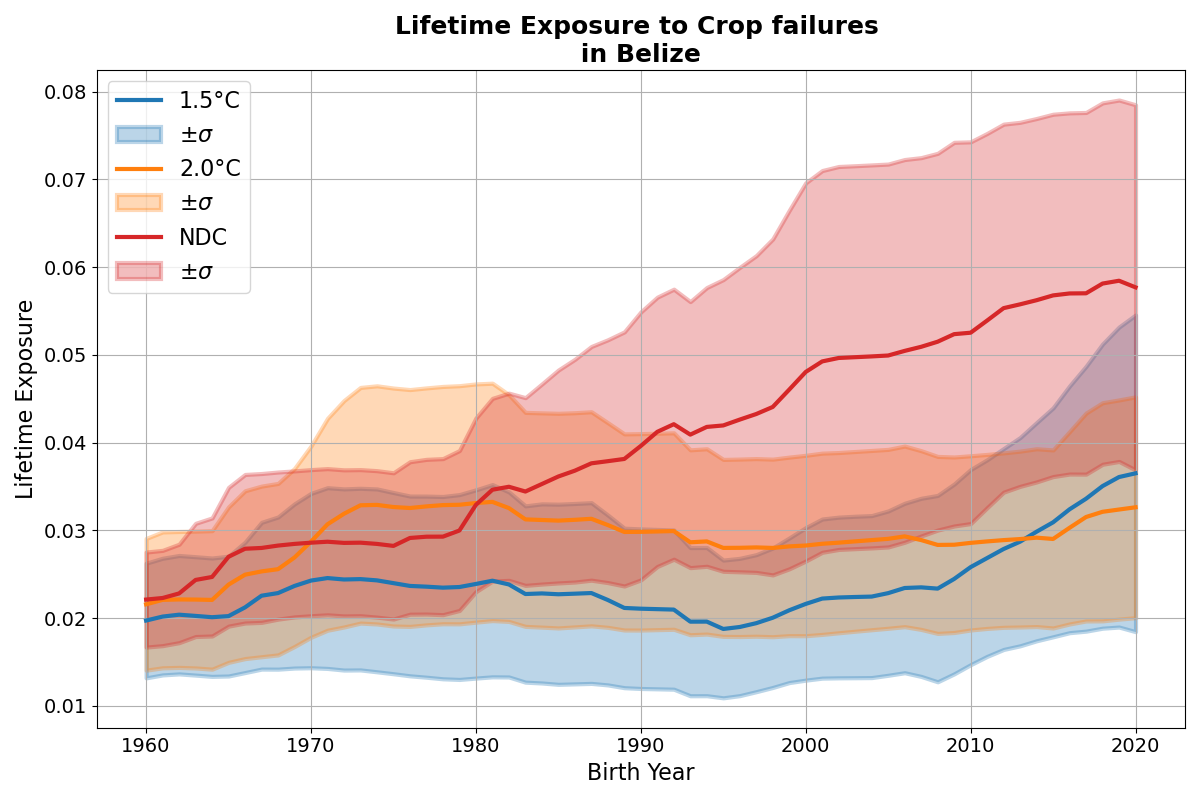 Lifetime Exposure to Crop failures
in Belize
1.5°C
±σ
2.0°C
±σ
NDC
±σ
Lifetime Exposure
0.08
0.07
0.06
0.05
0.04
0.03
0.02
0.01
1960 1970 1980 1990 2000 2010 2020
Birth Year